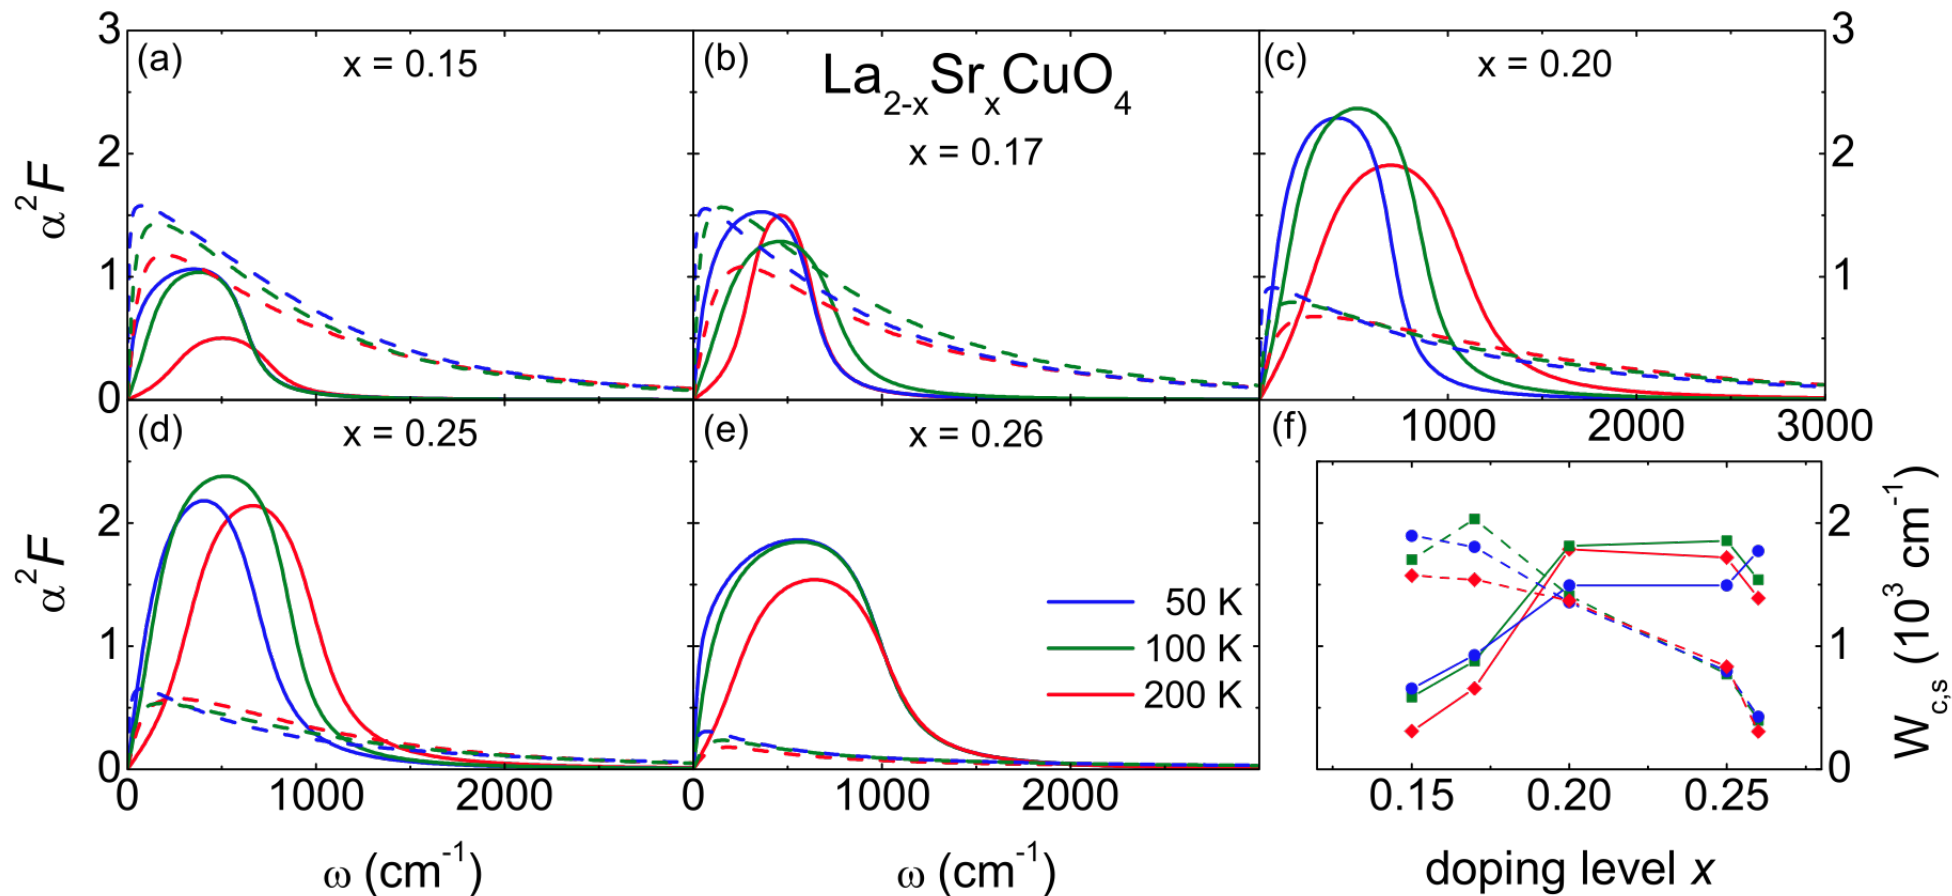 (a) x = 0.15
(b) La₂₋ₓSrₓCuO₄
x = 0.17
(c) x = 0.20
3
2
1
0
α²F
3
2
1
1000 2000 3000
(d) x = 0.25
(e) x = 0.26
(f)
2
1
0
α²F
50 K
100 K
200 K
2
1
0
W_c,s (10³ cm⁻¹)
0 1000 2000
0 1000 2000
0.15 0.20 0.25
ω (cm⁻¹)
ω (cm⁻¹)
doping level x